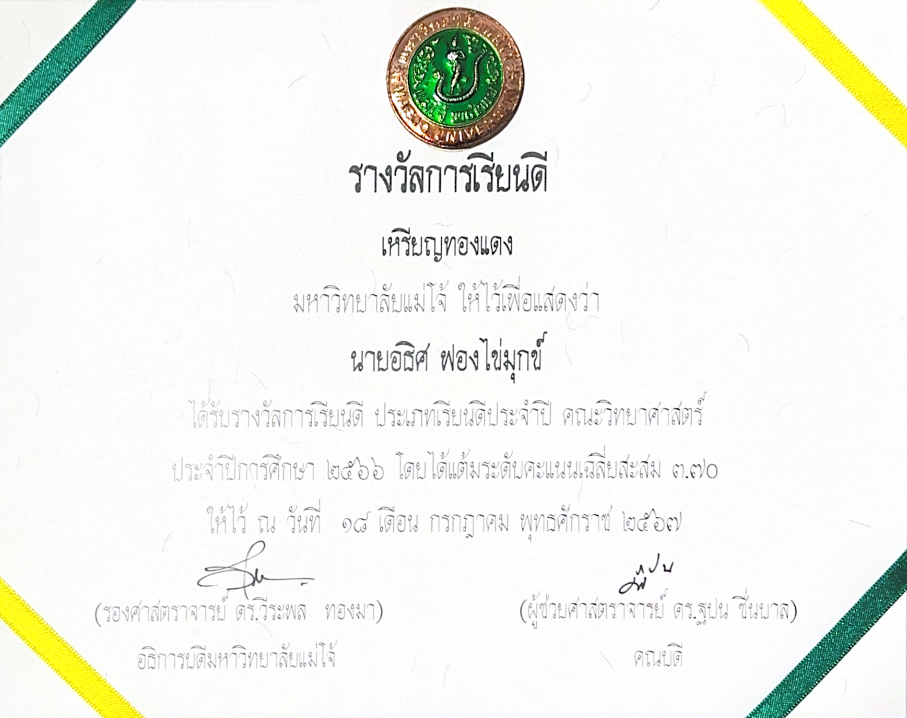 รางวัลการเรียนดี
เหรียญทองแดง
มหาวิทยาลัยแม่โจ้ ให้ไว้เพื่อแสดงว่า
นายอธิศ ฟองไข่มุกข์
ได้รับรางวัลการเรียนดี ประเภทเรียนดีประจำปี คณะวิทยาศาสตร์
ประจำปีการศึกษา ๒๕๖๖ โดยได้แต้มระดับคะแนนเฉลี่ยสะสม ๓.๗๐
ให้ไว้ ณ วันที่ ๑๘ เดือน กรกฎาคม พุทธศักราช ๒๕๖๗
(รองศาสตราจารย์ ดร.วีระพล ทองมา) (ผู้ช่วยศาสตราจารย์ ดร.ฐปน ชื่นบาล)
อธิการบดีมหาวิทยาลัยแม่โจ้ คณบดี